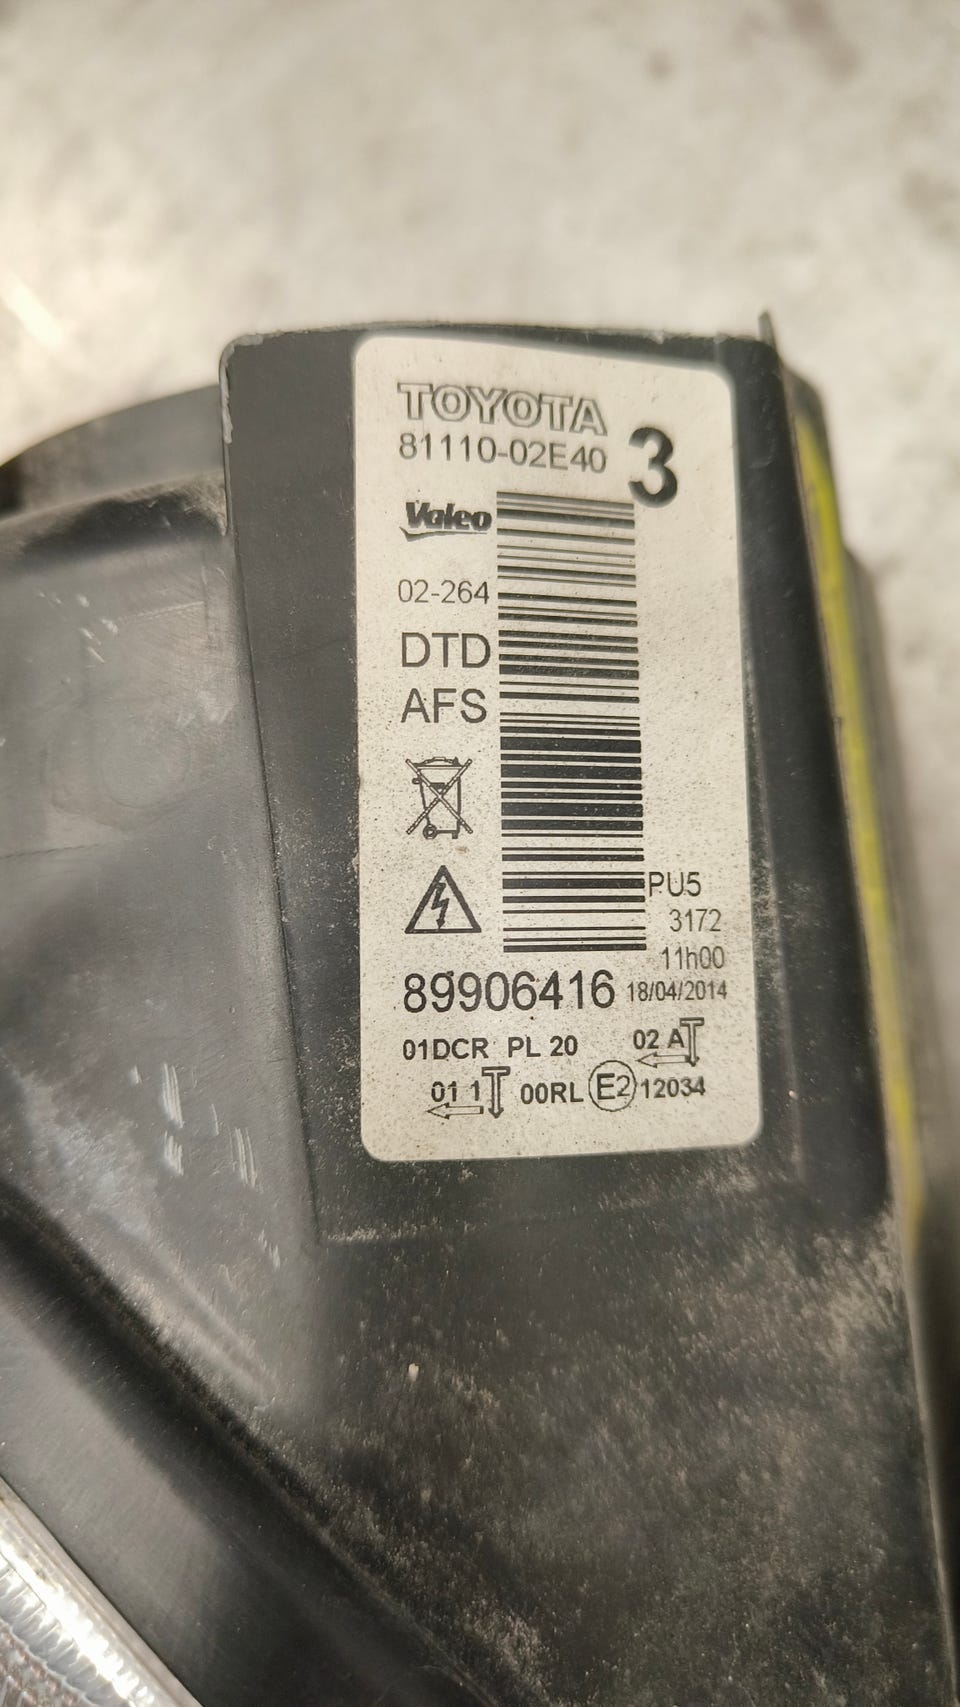 TOYOTA
81110-02E40 3
Valeo
02-264
DTD
AFS
PU5
3172
11h00
89906416 18/04/2014
01DCR PL 20 02 A
01 1 00RL E2 12034